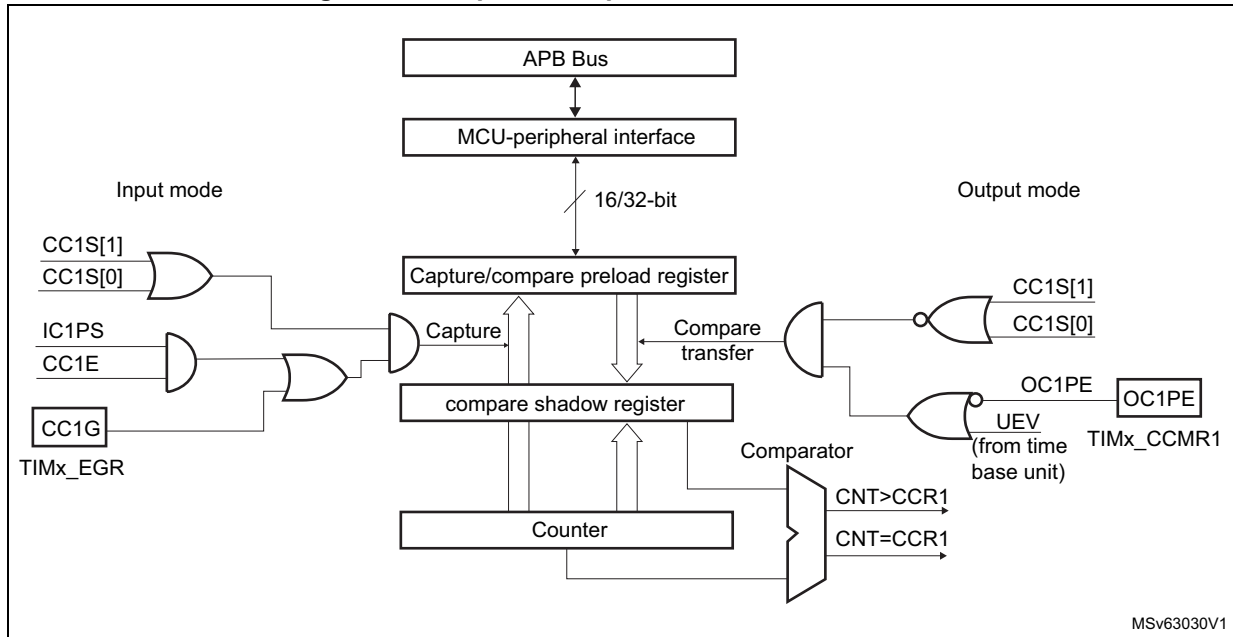 APB Bus
MCU-peripheral interface
Input mode
16/32-bit
Output mode
CC1S[1]
CC1S[0]
Capture/compare preload register
CC1S[1]
CC1S[0]
IC1PS
CC1E
Capture
Compare
transfer
CC1G
TIMx_EGR
compare shadow register
OC1PE
OC1PE
UEV
(from time
base unit)
TIMx_CCMR1
Comparator
CNT>CCR1
Counter
CNT=CCR1
MSv63030V1